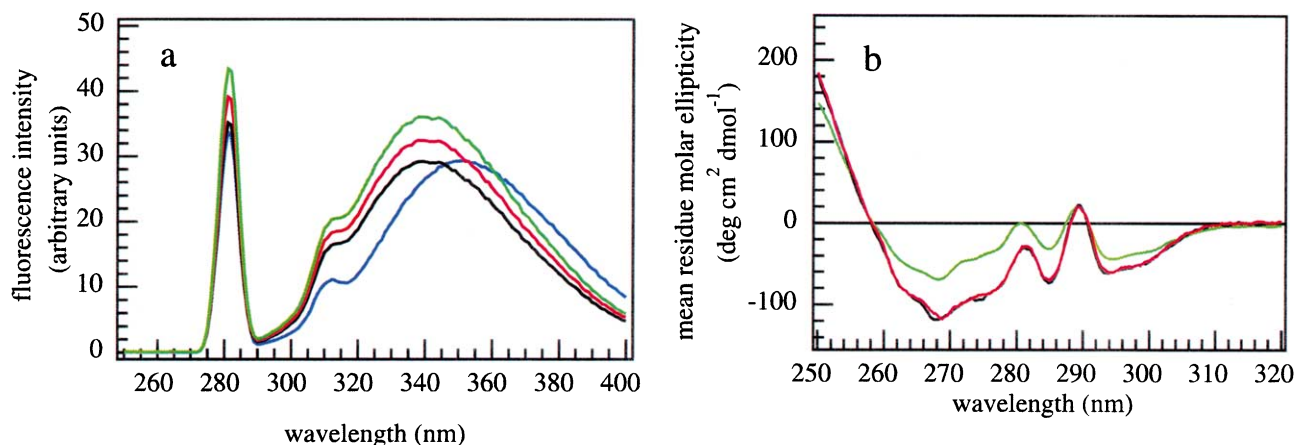 a
50
40
30
20
10
0
fluorescence intensity
(arbitrary units)
260 280 300 320 340 360 380 400
wavelength (nm)
b
200
100
0
-100
mean residue molar ellipticity
(deg cm2 dmol-1)
250 260 270 280 290 300 310 320
wavelength (nm)